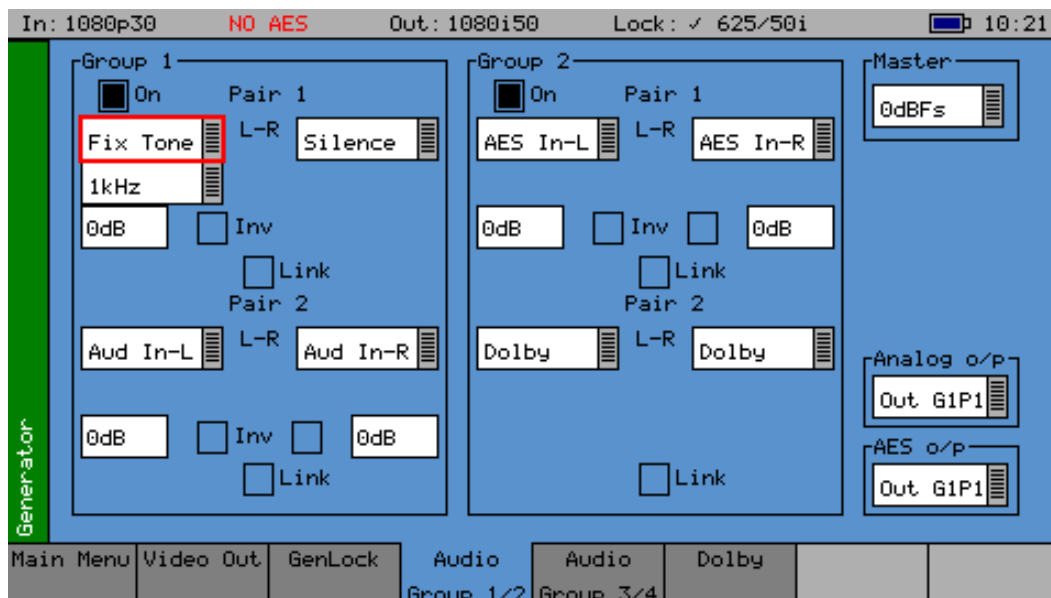 In: 1080p30 NO AES Out: 1080i50 Lock: ✓ 625/50i 10:21
Group 1 Group 2 Master
On Pair 1 On Pair 1 0dBFs
Fix Tone L-R Silence AES In-L L-R AES In-R
1kHz
0dB Inv 0dB Inv 0dB
Link Link
Pair 2 Pair 2
Aud In-L L-R Aud In-R Dolby L-R Dolby
Analog o/p
Out G1P1
0dB Inv 0dB
AES o/p
Link Link Out G1P1
Generator
Main Menu Video Out GenLock Audio Audio Dolby
Group 1/2 Group 3/4